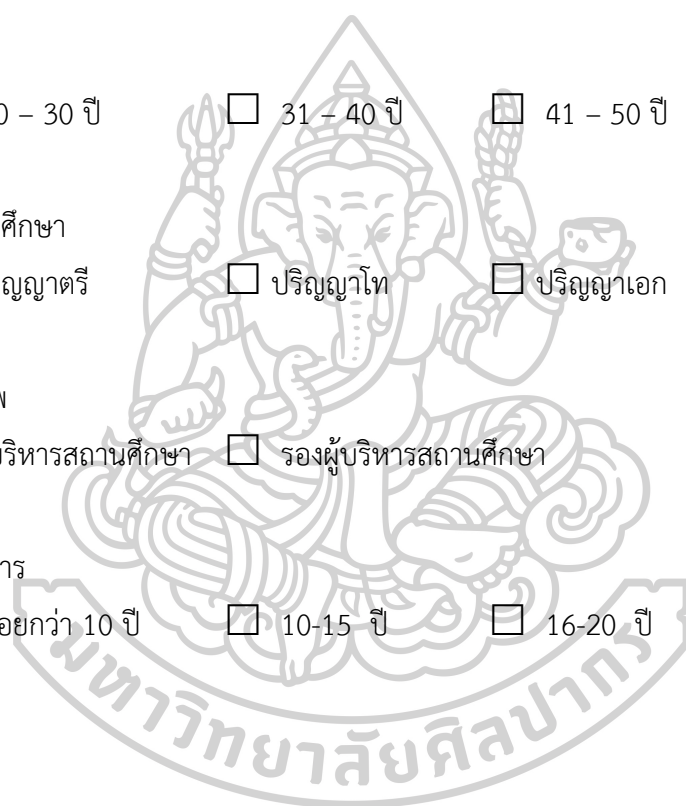 0 – 30 ปี ☐ 31 – 40 ปี ☐ 41 – 50 ปี
ศึกษา
ญญาตรี ☐ ปริญญาโท ☐ ปริญญาเอก
พ
ริหารสถานศึกษา ☐ รองผู้บริหารสถานศึกษา
าร
อยกว่า 10 ปี ☐ 10-15 ปี ☐ 16-20 ปี
มหาวิทยาลัยศิลปากร